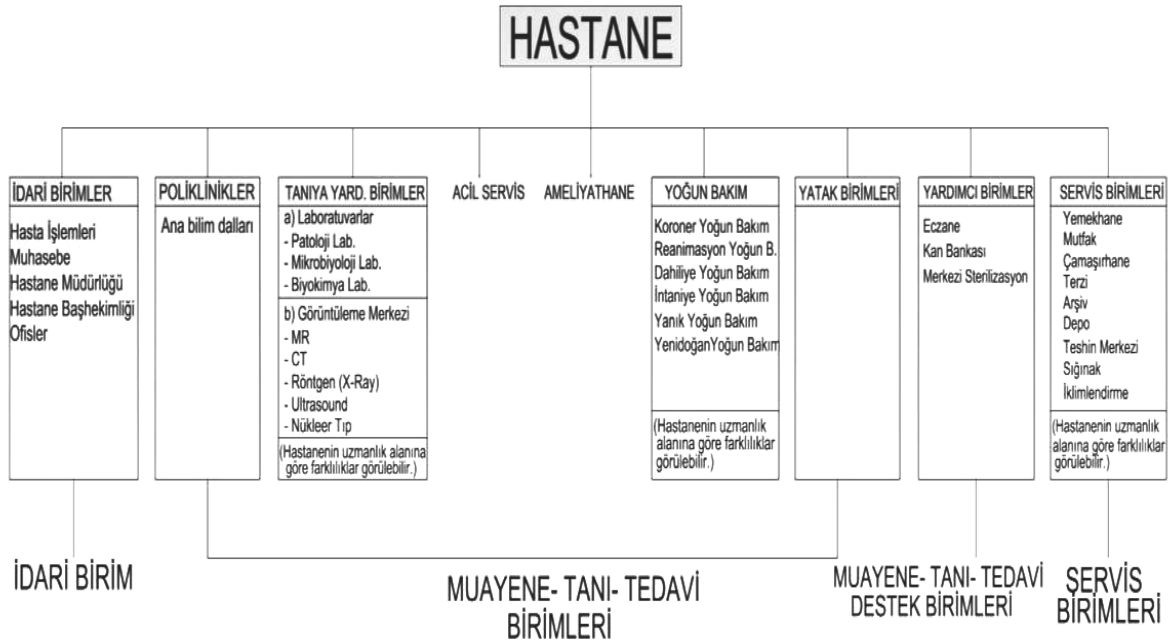 HASTANE
İDARİ BİRİMLER
Hasta İşlemleri
Muhasebe
Hastane Müdürlüğü
Hastane Başhekimliği
Ofisler
POLİKLİNİKLER
Ana bilim dalları
TANIYA YARD. BİRİMLER
a) Laboratuvarlar
- Patoloji Lab.
- Mikrobiyoloji Lab.
- Biyokimya Lab.
b) Görüntüleme Merkezi
- MR
- CT
- Röntgen (X-Ray)
- Ultrasound
- Nükleer Tıp
(Hastanenin uzmanlık alanına
göre farklılıklar görülebilir.)
ACİL SERVİS
AMELİYATHANE
YOĞUN BAKIM
Koroner Yoğun Bakım
Reanimasyon Yoğun B.
Dahiliye Yoğun Bakım
İntaniye Yoğun Bakım
Yanık Yoğun Bakım
YenidoğanYoğun Bakım
(Hastanenin uzmanlık
alanına göre farklılıklar
görülebilir.)
YATAK BİRİMLERİ
YARDIMCI BİRİMLER
Eczane
Kan Bankası
Merkezi Sterilizasyon
SERVİS BİRİMLERİ
Yemekhane
Mutfak
Çamaşırhane
Terzi
Arşiv
Depo
Teshin Merkezi
Sığınak
İklimlendirme
(Hastanenin uzmanlık
alanına göre farklılıklar
görülebilir.)
İDARİ BİRİM
MUAYENE- TANI- TEDAVİ
BİRİMLERİ
MUAYENE- TANI- TEDAVİ
DESTEK BİRİMLERİ
SERVİS
BİRİMLERİ